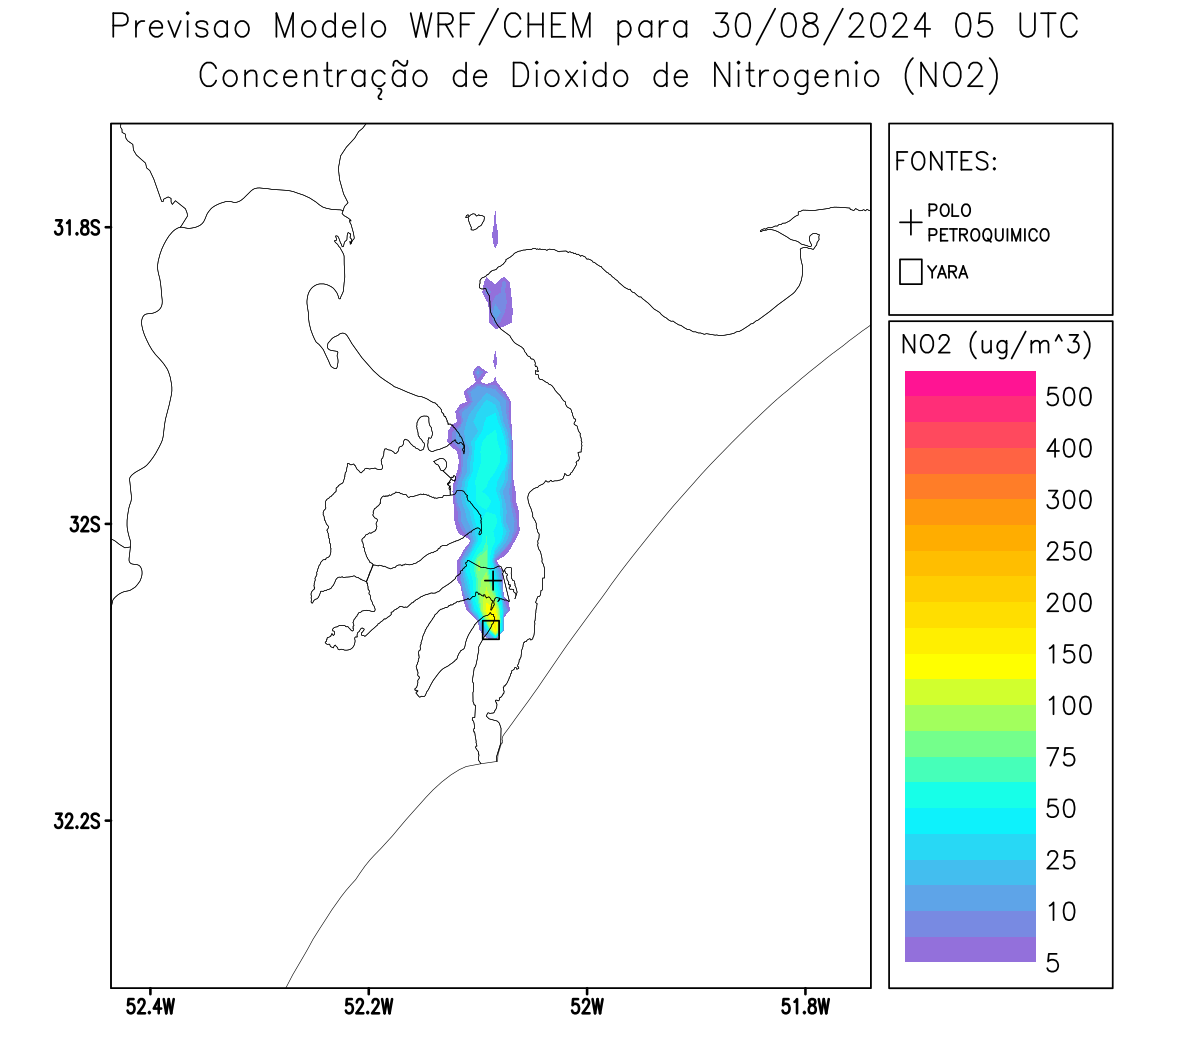 Previsao Modelo WRF/CHEM para 30/08/2024 05 UTC
Concentração de Dioxido de Nitrogenio (NO2)
FONTES:
POLO
PETROQUIMICO
YARA
31.8S
32S
32.2S
52.4W
52.2W
52W
51.8W
NO2 (ug/m^3)
500
400
300
250
200
150
100
75
50
25
10
5